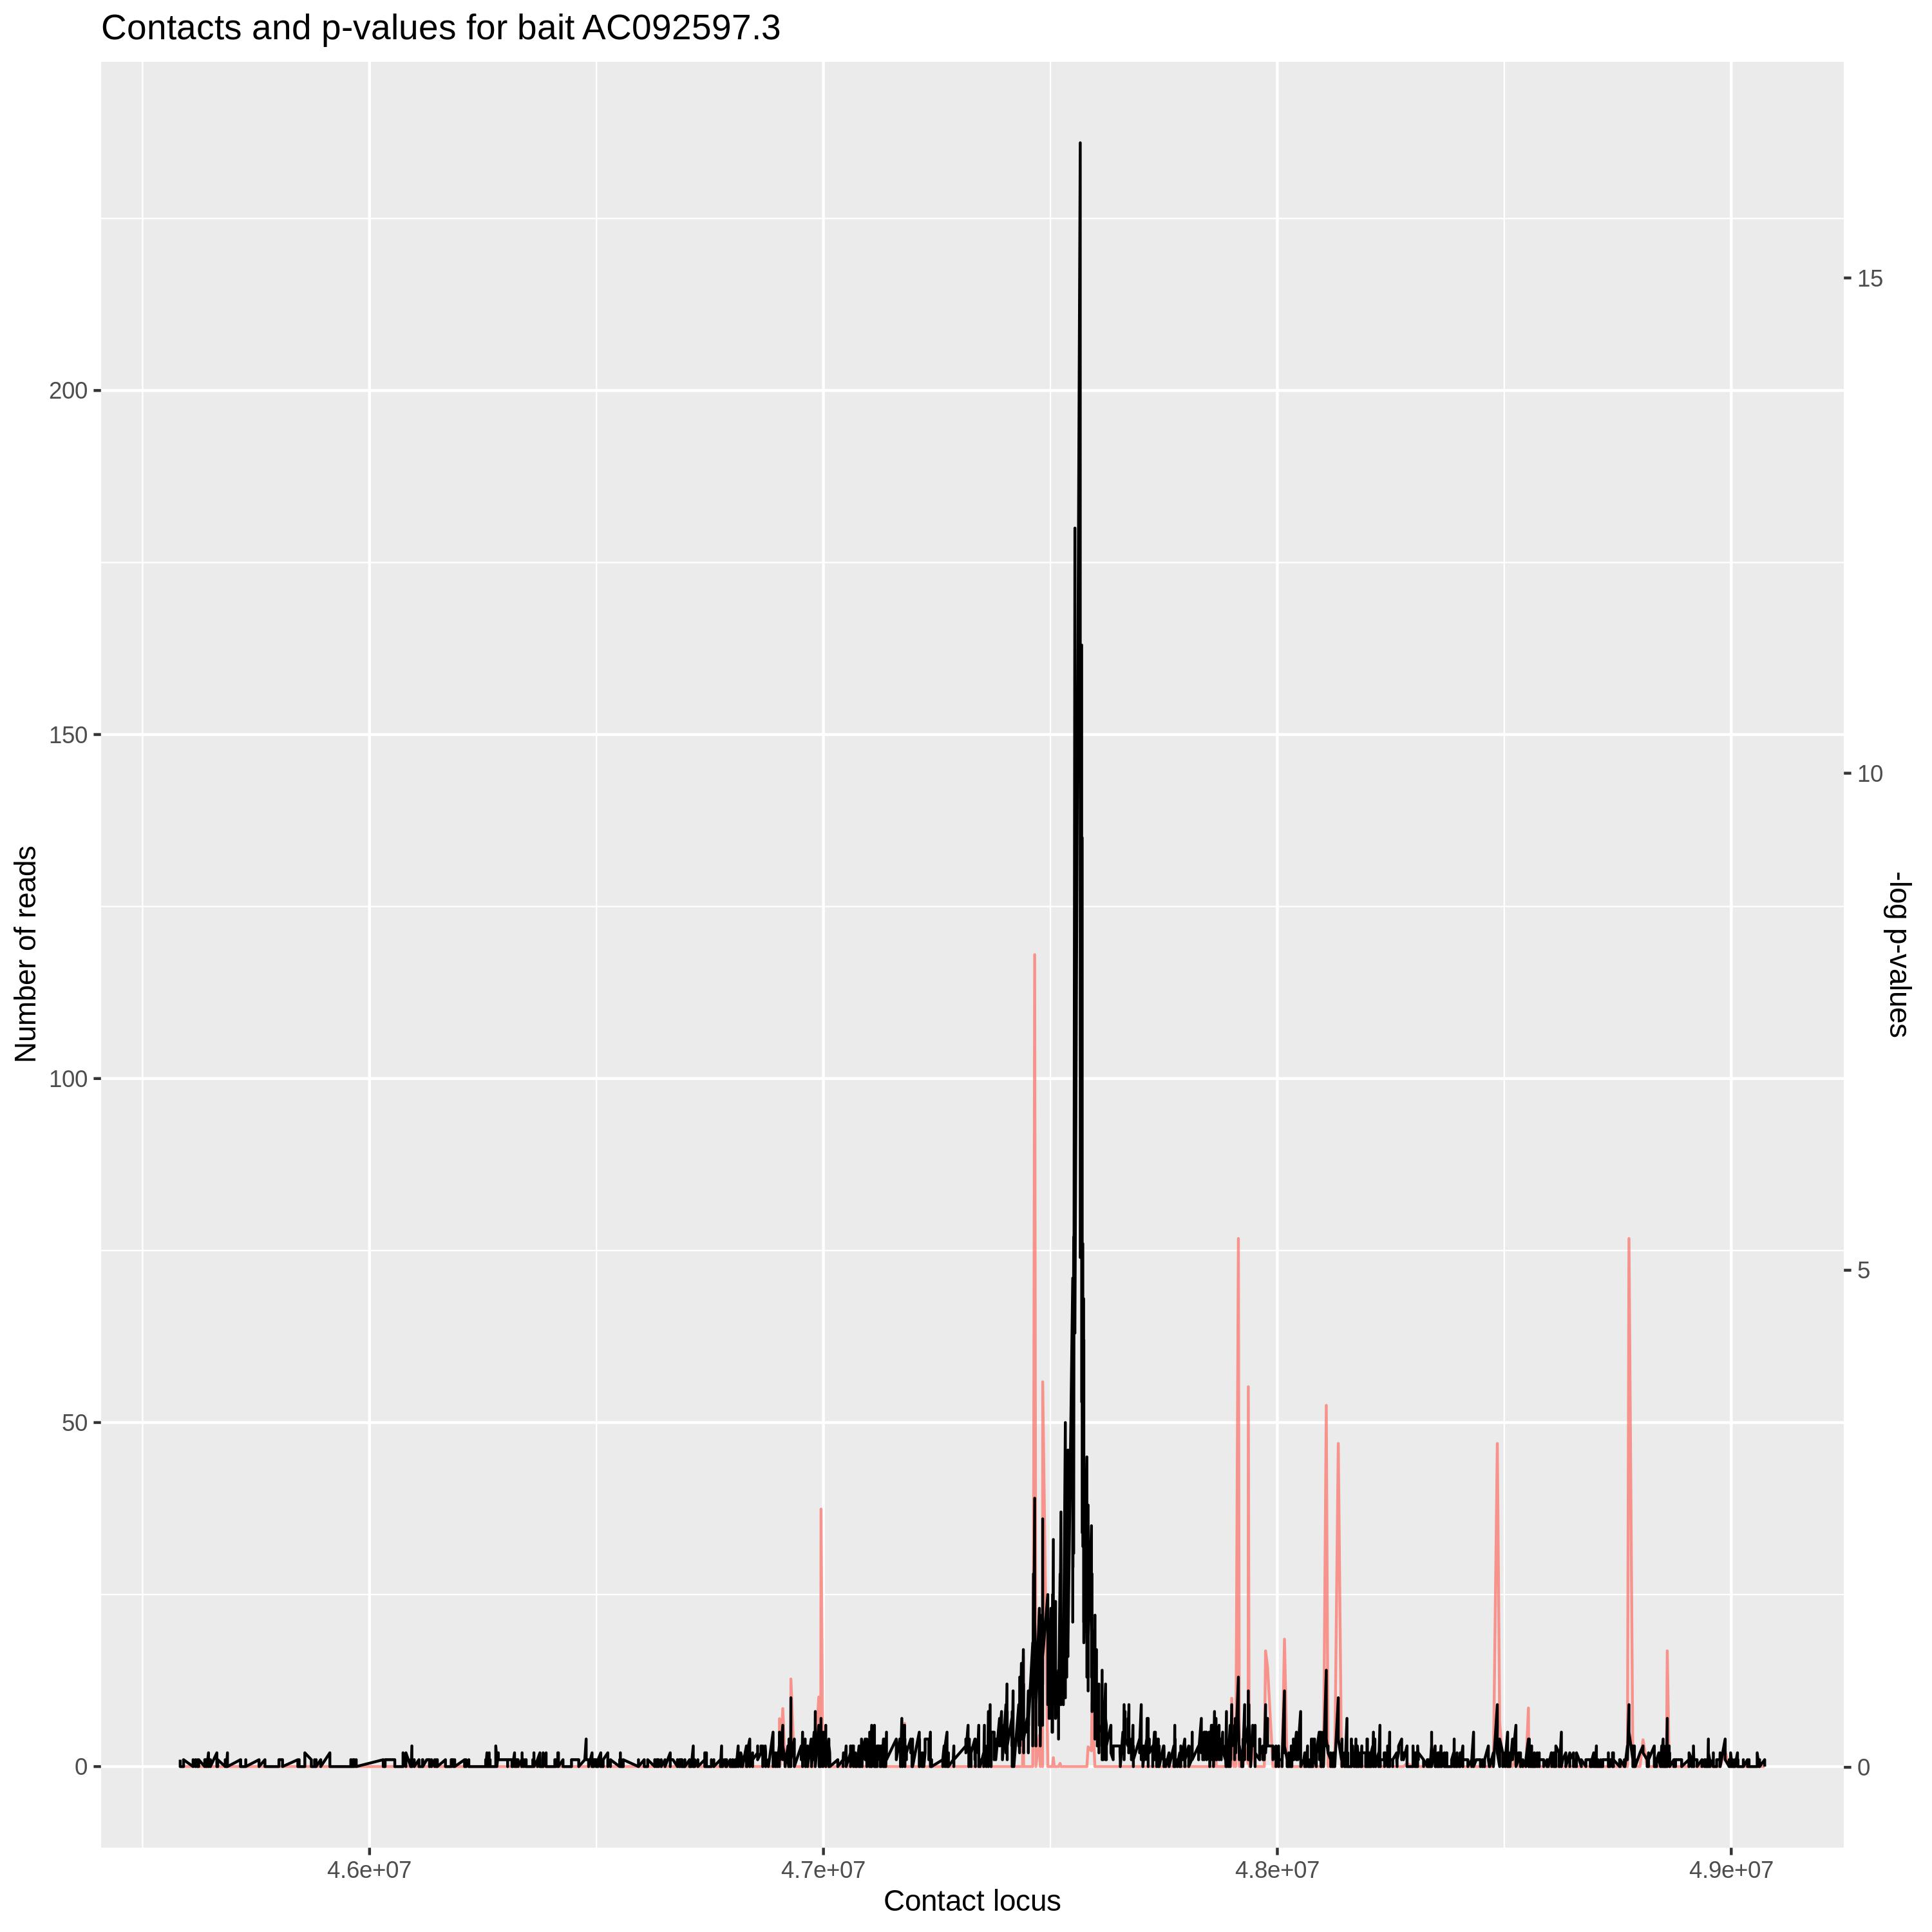 Contacts and p-values for bait AC092597.3
200
150
100
50
0
Number of reads
15
10
5
0
-log p-values
4.6e+07
4.7e+07
4.8e+07
4.9e+07
Contact locus